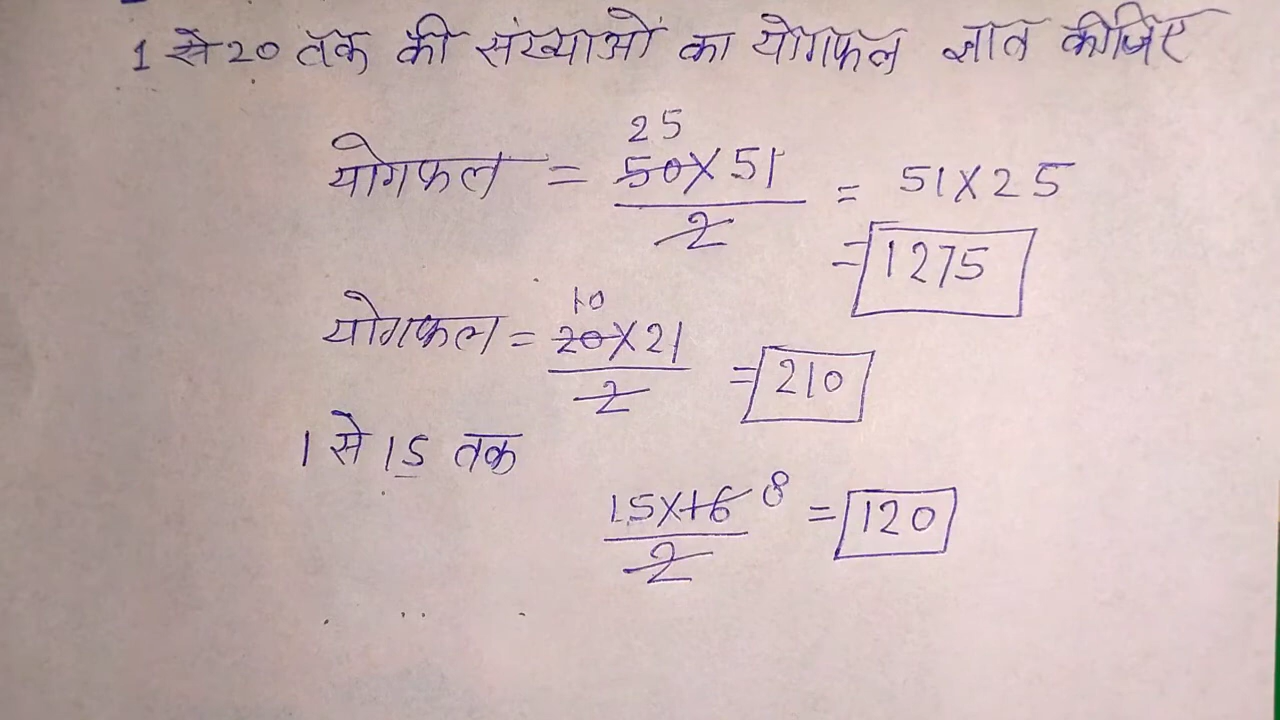 1 से 20 तक की संख्याओं का योगफल ज्ञात कीजिए
25
योगफल = 50×51 = 51×25
2
= 1275
10
योगफल = 20×21 = 210
2
1 से 15 तक
15×16 8 = 120
2